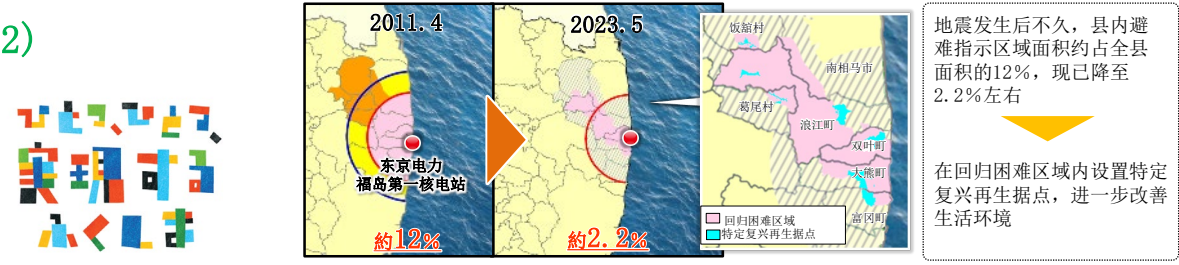 2)
ひとつ、ひとつ、
実現する
ふくしま
2011.4
东京电力
福岛第一核电站
約12%
2023.5
約2.2%
饭舘村
南相马市
葛尾村
浪江町
双叶町
大熊町
富冈町
回归困难区域
特定复兴再生据点
地震发生后不久，县内避
难指示区域面积约占全县
面积的12%，现已降至
2.2%左右
在回归困难区域内设置特定
复兴再生据点，进一步改善
生活环境